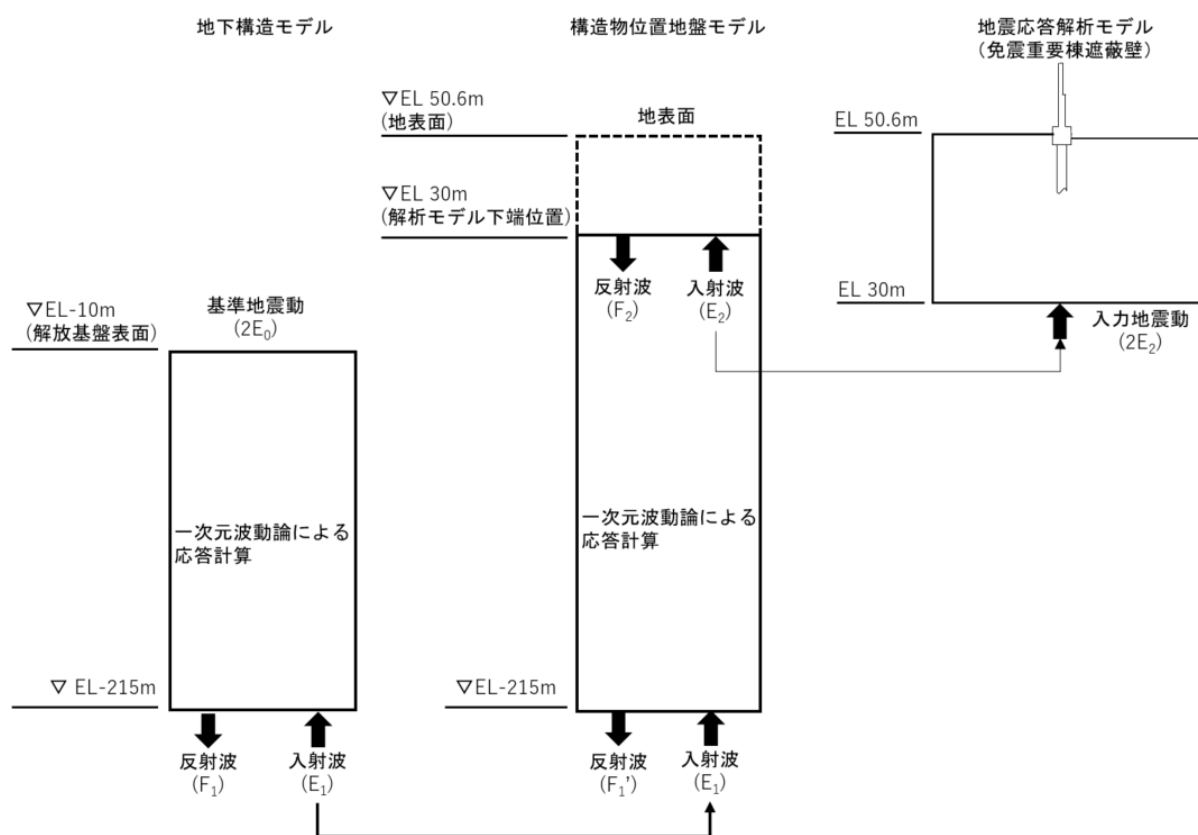 地下構造モデル
▽EL-10m
(解放基盤表面)
基準地震動
(2E₀)
一次元波動論による
応答計算
▽ EL-215m
反射波
(F₁)
入射波
(E₁)
構造物位置地盤モデル
▽EL 50.6m
(地表面)
地表面
▽EL 30m
(解析モデル下端位置)
反射波
(F₂)
入射波
(E₂)
一次元波動論による
応答計算
▽EL-215m
反射波
(F₁')
入射波
(E₁)
地震応答解析モデル
(免震重要棟遮蔽壁)
EL 50.6m
EL 30m
入力地震動
(2E₂)